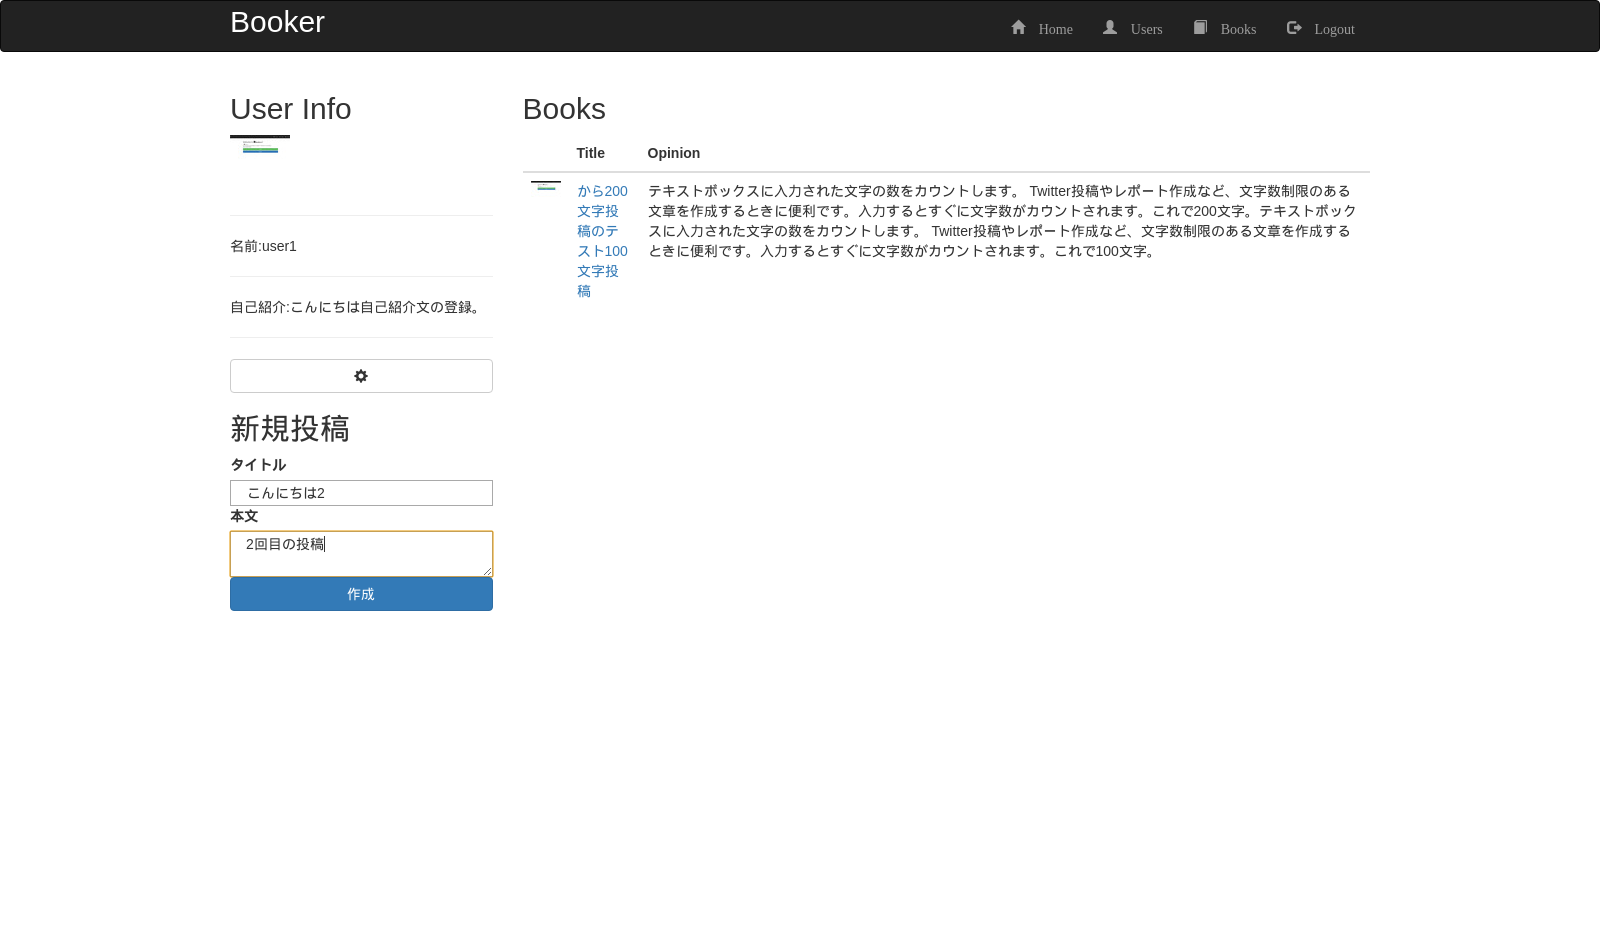 Booker
Home Users Books Logout
User Info
名前:user1
自己紹介:こんにちは自己紹介文の登録。
新規投稿
タイトル
こんにちは2
本文
2回目の投稿
作成
Books
Title Opinion
から200
文字投
稿のテ
スト100
文字投
稿
テキストボックスに入力された文字の数をカウントします。 Twitter投稿やレポート作成など、文字数制限のある
文章を作成するときに便利です。入力するとすぐに文字数がカウントされます。これで200文字。テキストボック
スに入力された文字の数をカウントします。 Twitter投稿やレポート作成など、文字数制限のある文章を作成する
ときに便利です。入力するとすぐに文字数がカウントされます。これで100文字。